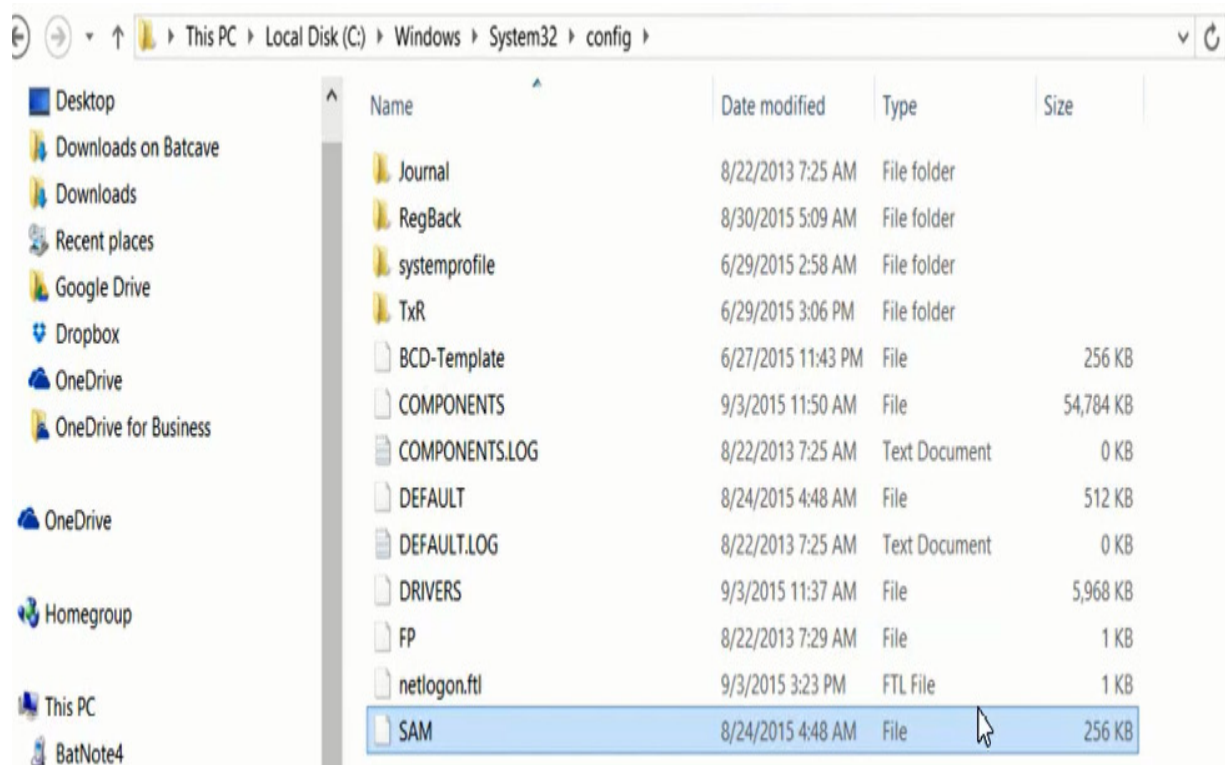 This PC Local Disk (C:) Windows System32 config
Desktop
Downloads on Batcave
Downloads
Recent places
Google Drive
Dropbox
OneDrive
OneDrive for Business
OneDrive
Homegroup
This PC
BatNote4
Name Date modified Type Size
Journal 8/22/2013 7:25 AM File folder
RegBack 8/30/2015 5:09 AM File folder
systemprofile 6/29/2015 2:58 AM File folder
TxR 6/29/2015 3:06 PM File folder
BCD-Template 6/27/2015 11:43 PM File 256 KB
COMPONENTS 9/3/2015 11:50 AM File 54,784 KB
COMPONENTS.LOG 8/22/2013 7:25 AM Text Document 0 KB
DEFAULT 8/24/2015 4:48 AM File 512 KB
DEFAULT.LOG 8/22/2013 7:25 AM Text Document 0 KB
DRIVERS 9/3/2015 11:37 AM File 5,968 KB
FP 8/22/2013 7:29 AM File 1 KB
netlogon.ftl 9/3/2015 3:23 PM FTL File 1 KB
SAM 8/24/2015 4:48 AM File 256 KB